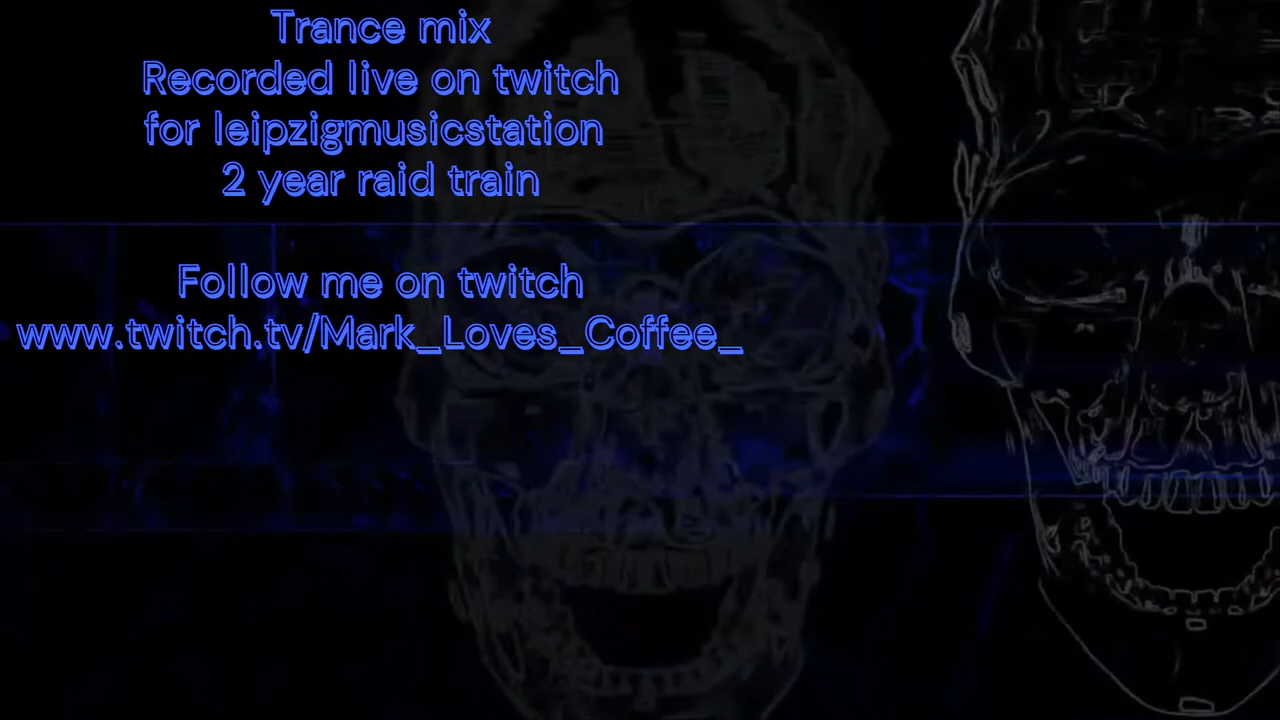 Trance mix
Recorded live on twitch
for leipzigmusicstation
2 year raid train
Follow me on twitch
www.twitch.tv/Mark_Loves_Coffee_